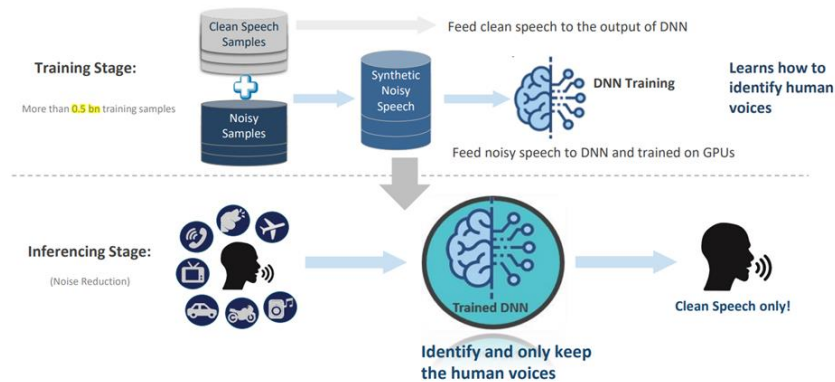 Clean Speech
Samples
Feed clean speech to the output of DNN
Training Stage:
More than 0.5 bn training samples
Noisy
Samples
Synthetic
Noisy
Speech
DNN Training
Learns how to
identify human
voices
Feed noisy speech to DNN and trained on GPUs
Inferencing Stage:
(Noise Reduction)
Trained DNN
Clean Speech only!
Identify and only keep
the human voices